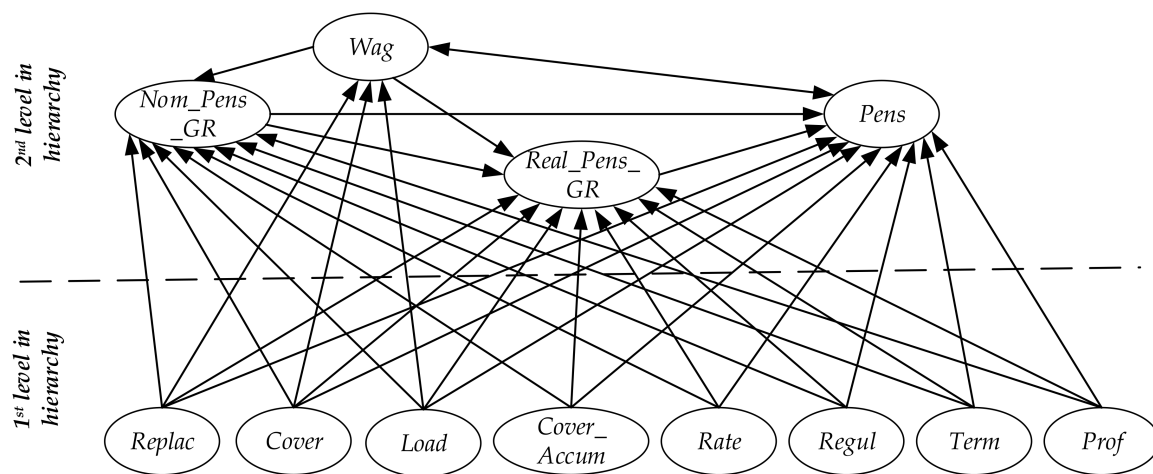 Wag
Nom_Pens
_GR
Pens
Real_Pens_
GR
2nd level in
hierarchy
1st level in
hierarchy
Replac
Cover
Load
Cover_
Accum
Rate
Regul
Term
Prof